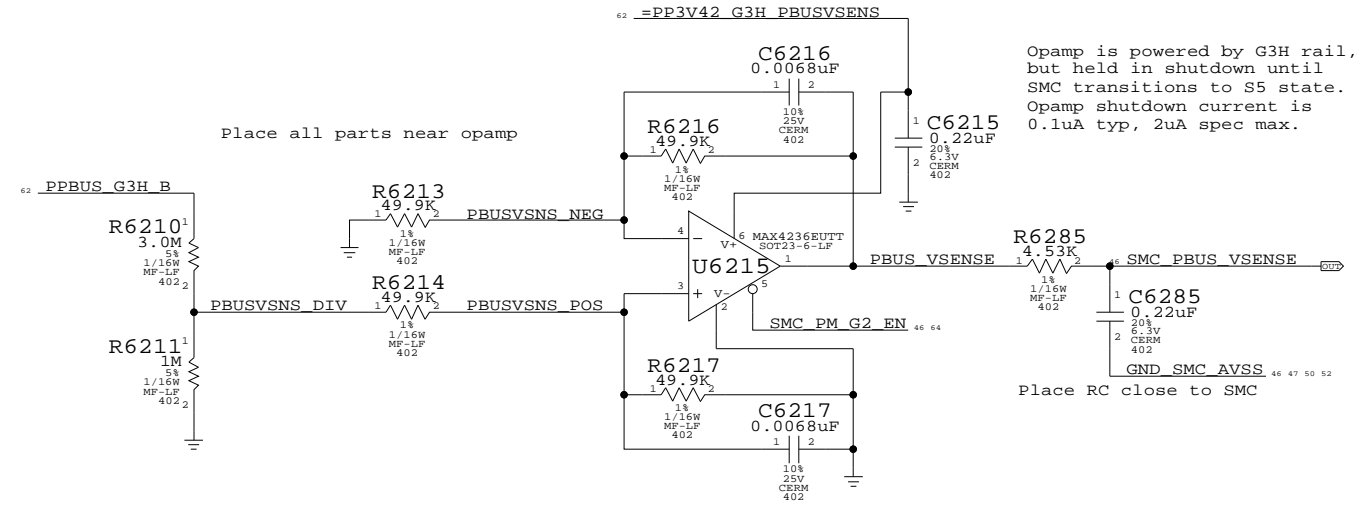 62 =PP3V42_G3H_PBUSVSENS
C6216
0.0068uF
1 2
10%
25V
CERM
402
Opamp is powered by G3H rail,
but held in shutdown until
SMC transitions to S5 state.
Opamp shutdown current is
0.1uA typ, 2uA spec max.
Place all parts near opamp
R6216
49.9K
1 2
1%
1/16W
MF-LF
402
1
C6215
0.22uF
20%
6.3V
CERM
402
2
62 PPBUS_G3H_B
R6210
3.0M
5%
1/16W
MF-LF
402
1
2
R6213
49.9K
1 2
1%
1/16W
MF-LF
402
PBUSVSNS_NEG
4
−
V+
6
MAX4236EUTT
SOT23-6-LF
U6215
1
3
+
V-
2
5
PBUS_VSENSE
R6285
4.53K
1 2
1%
1/16W
MF-LF
402
46 SMC_PBUS_VSENSE
OUT
PBUSVSNS_DIV
R6214
49.9K
1 2
1%
1/16W
MF-LF
402
PBUSVSNS_POS
SMC_PM_G2_EN 46 64
1
C6285
0.22uF
20%
6.3V
CERM
402
2
R6211
1M
5%
1/16W
MF-LF
402
1
2
R6217
49.9K
1 2
1%
1/16W
MF-LF
402
GND_SMC_AVSS 46 47 50 52
Place RC close to SMC
C6217
0.0068uF
1 2
10%
25V
CERM
402